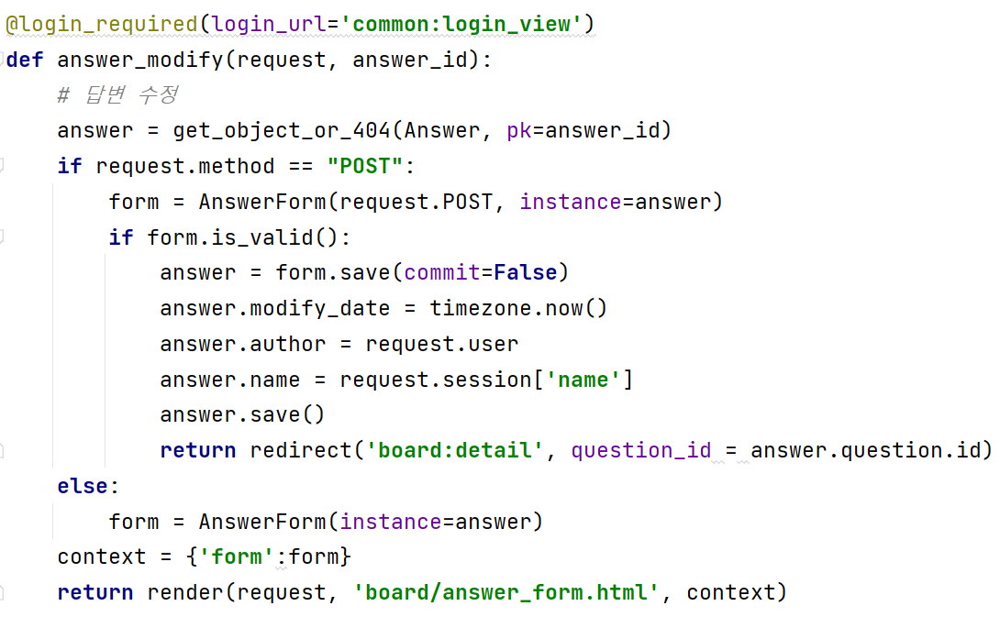 @login_required(login_url='common:login_view')
def answer_modify(request, answer_id):
    # 답변 수정
    answer = get_object_or_404(Answer, pk=answer_id)
    if request.method == "POST":
        form = AnswerForm(request.POST, instance=answer)
        if form.is_valid():
            answer = form.save(commit=False)
            answer.modify_date = timezone.now()
            answer.author = request.user
            answer.name = request.session['name']
            answer.save()
            return redirect('board:detail', question_id = answer.question.id)
    else:
        form = AnswerForm(instance=answer)
    context = {'form':form}
    return render(request, 'board/answer_form.html', context)